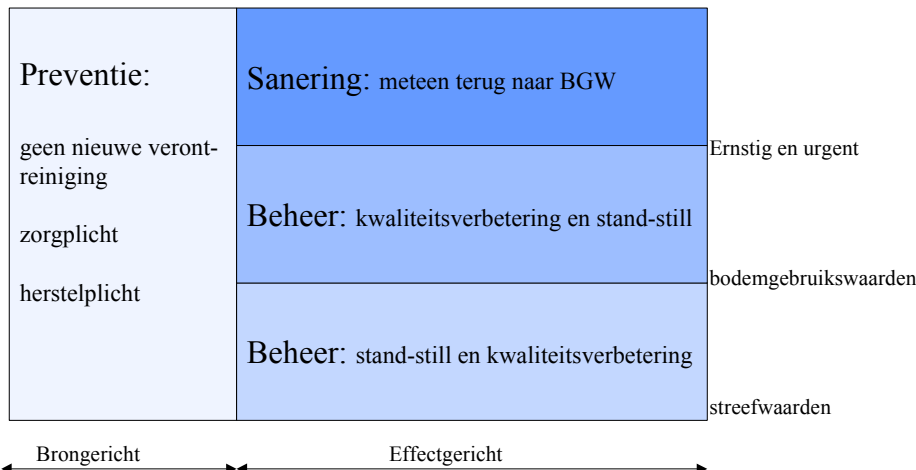 Preventie:
geen nieuwe veront-
reiniging
zorgplicht
herstelplicht
Sanering: meteen terug naar BGW
Ernstig en urgent
Beheer: kwaliteitsverbetering en stand-still
bodemgebruikswaarden
Beheer: stand-still en kwaliteitsverbetering
streefwaarden
Brongericht
Effectgericht